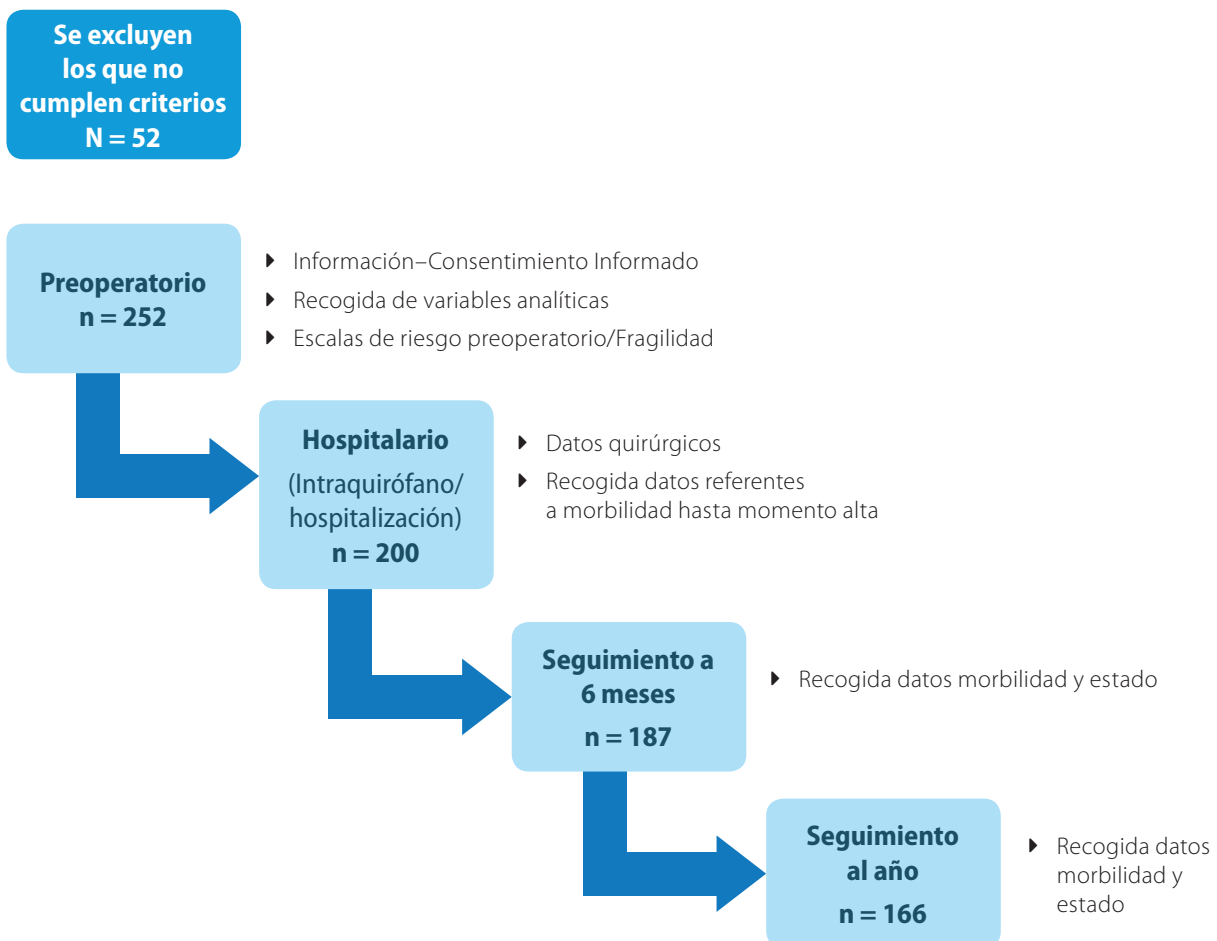 Se excluyen
los que no
cumplen criterios
N = 52
Preoperatorio
n = 252
Información–Consentimiento Informado
Recogida de variables analíticas
Escalas de riesgo preoperatorio/Fragilidad
Hospitalario
(Intraquirófano/
hospitalización)
n = 200
Datos quirúrgicos
Recogida datos referentes
a morbilidad hasta momento alta
Seguimiento a
6 meses
n = 187
Recogida datos morbilidad y estado
Seguimiento
al año
n = 166
Recogida datos
morbilidad y
estado